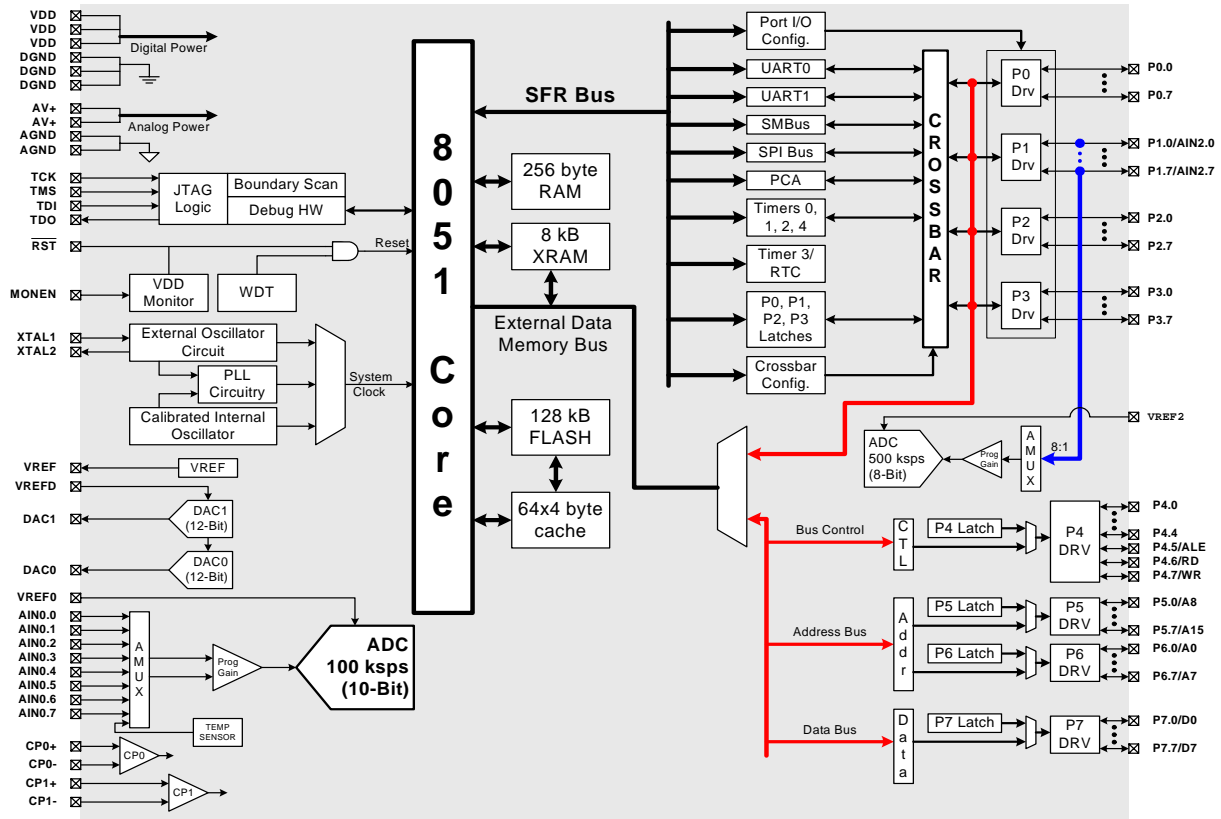 VDD
VDD
VDD
DGND
DGND
DGND
Digital Power
AV+
AV+
AGND
AGND
Analog Power
TCK
TMS
TDI
TDO
JTAG
Logic
Boundary Scan
Debug HW
RST
Reset
MONEN
VDD
Monitor
WDT
XTAL1
XTAL2
External Oscillator
Circuit
PLL
Circuitry
Calibrated Internal
Oscillator
System
Clock
VREF
VREF
VREFD
DAC1
DAC1
(12-Bit)
DAC0
DAC0
(12-Bit)
VREF0
AIN0.0
AIN0.1
AIN0.2
AIN0.3
AIN0.4
AIN0.5
AIN0.6
AIN0.7
AMUX
Prog
Gain
ADC
100 ksps
(10-Bit)
TEMP
SENSOR
CP0+
CP0-
CP0
CP1+
CP1-
CP1
8051 Core
SFR Bus
256 byte
RAM
8 kB
XRAM
External Data
Memory Bus
128 kB
FLASH
64x4 byte
cache
Port I/O
Config.
UART0
UART1
SMBus
SPI Bus
PCA
Timers 0,
1, 2, 4
Timer 3/
RTC
P0, P1,
P2, P3
Latches
Crossbar
Config.
CROSSBAR
P0
Drv
P1
Drv
P2
Drv
P3
Drv
P0.0
P0.7
P1.0/AIN2.0
P1.7/AIN2.7
P2.0
P2.7
P3.0
P3.7
VREF2
ADC
500 ksps
(8-Bit)
Prog
Gain
AMUX
8:1
Bus Control
CTL
P4 Latch
P4
DRV
P4.0
P4.4
P4.5/ALE
P4.6/RD
P4.7/WR
Address Bus
Addr
P5 Latch
P5
DRV
P5.0/A8
P5.7/A15
P6 Latch
P6
DRV
P6.0/A0
P6.7/A7
Data Bus
Data
P7 Latch
P7
DRV
P7.0/D0
P7.7/D7